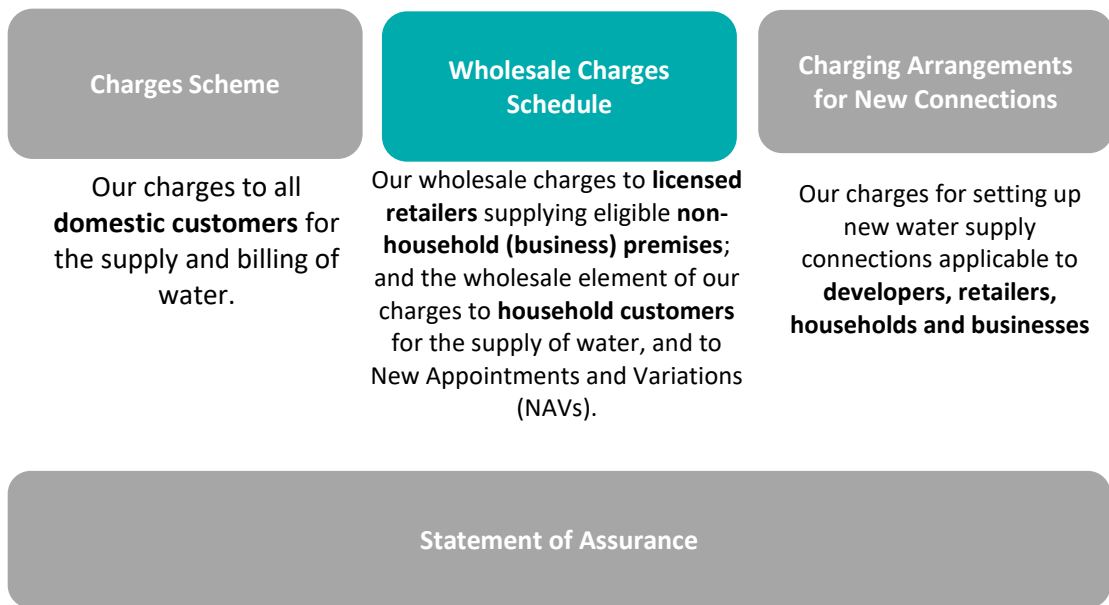 Charges Scheme
Our charges to all
domestic customers for
the supply and billing of
water.
Wholesale Charges
Schedule
Our wholesale charges to licensed
retailers supplying eligible non-
household (business) premises;
and the wholesale element of our
charges to household customers
for the supply of water, and to
New Appointments and Variations
(NAVs).
Charging Arrangements
for New Connections
Our charges for setting up
new water supply
connections applicable to
developers, retailers,
households and businesses
Statement of Assurance